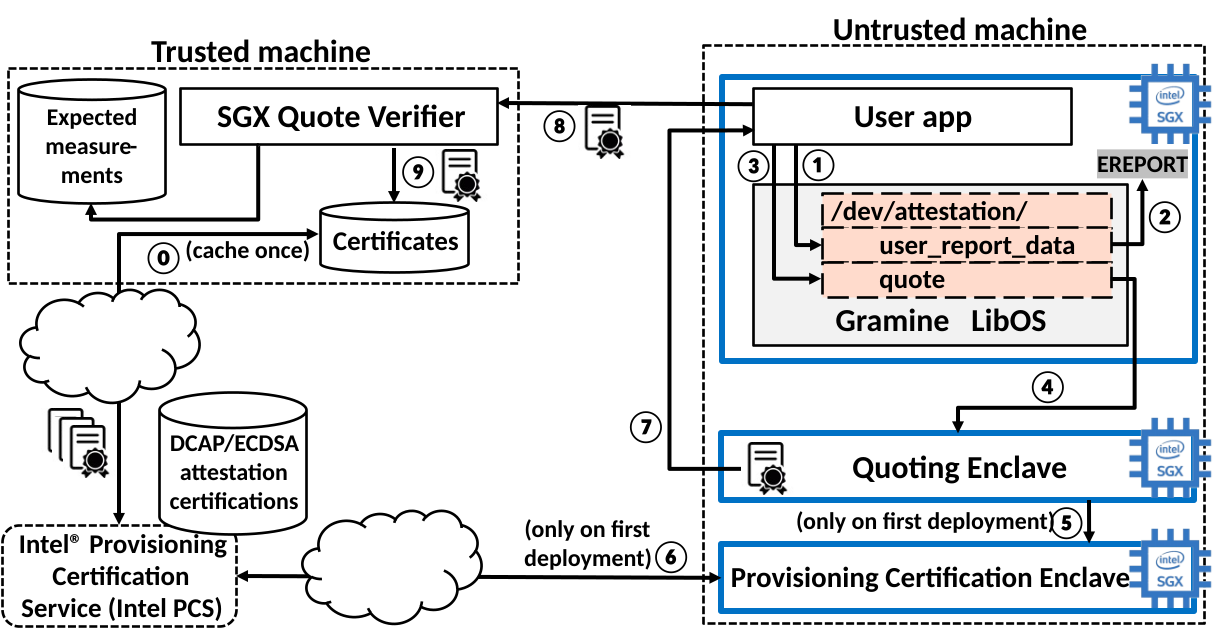 Trusted machine
Expected
measure-
ments
SGX Quote Verifier
9
Certificates
0
(cache once)
8
Untrusted machine
User app
intel
SGX
3
1
EREPORT
2
/dev/attestation/
user_report_data
quote
Gramine LibOS
4
7
Quoting Enclave
intel
SGX
(only on first deployment)
5
Provisioning Certification Enclave
intel
SGX
(only on first
deployment)
6
DCAP/ECDSA
attestation
certifications
Intel® Provisioning
Certification
Service (Intel PCS)